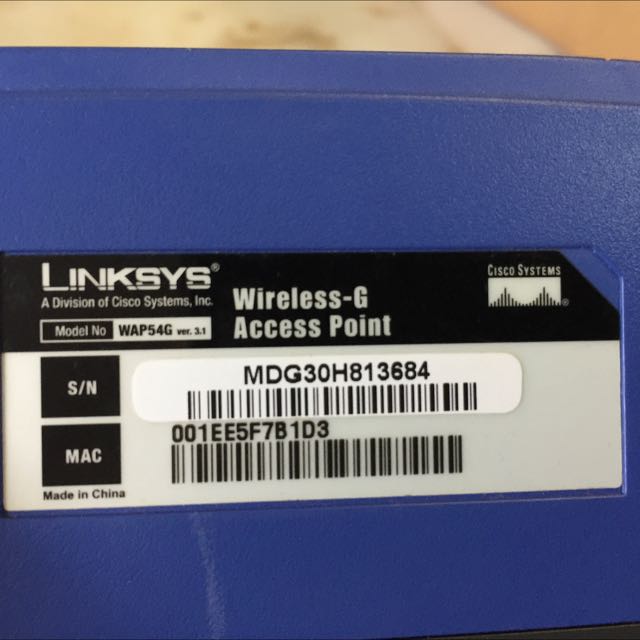 LINKSYS®
A Division of Cisco Systems, Inc.
Model No WAP54G ver. 3.1
Wireless-G
Access Point
CISCO SYSTEMS
®
S/N
MDG30H813684
MAC
001EE5F7B1D3
Made in China